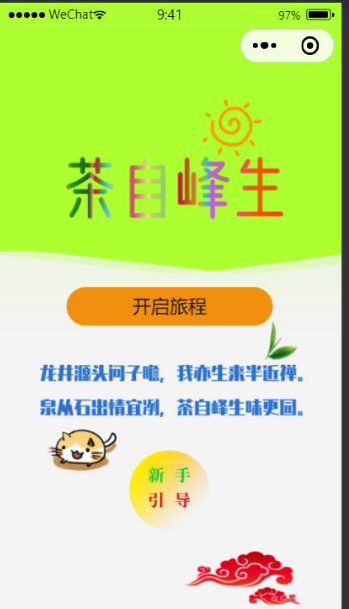 WeChat
9:41
97%
茶自峰生
开启旅程
龙井源头问子瞻，我亦生来半近禅。
泉从石出情宜冽，茶自峰生味更圆。
新手
引导